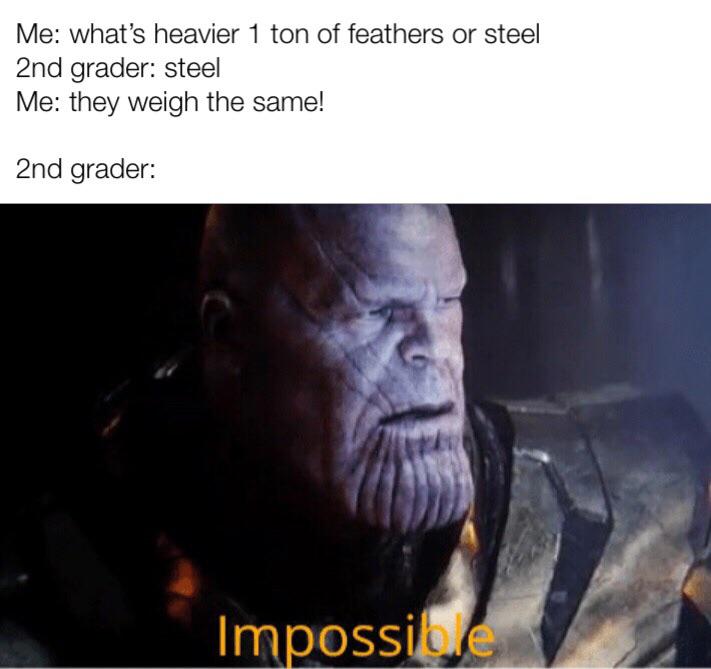 Me: what’s heavier 1 ton of feathers or steel
2nd grader: steel
Me: they weigh the same!
2nd grader:
Impossible